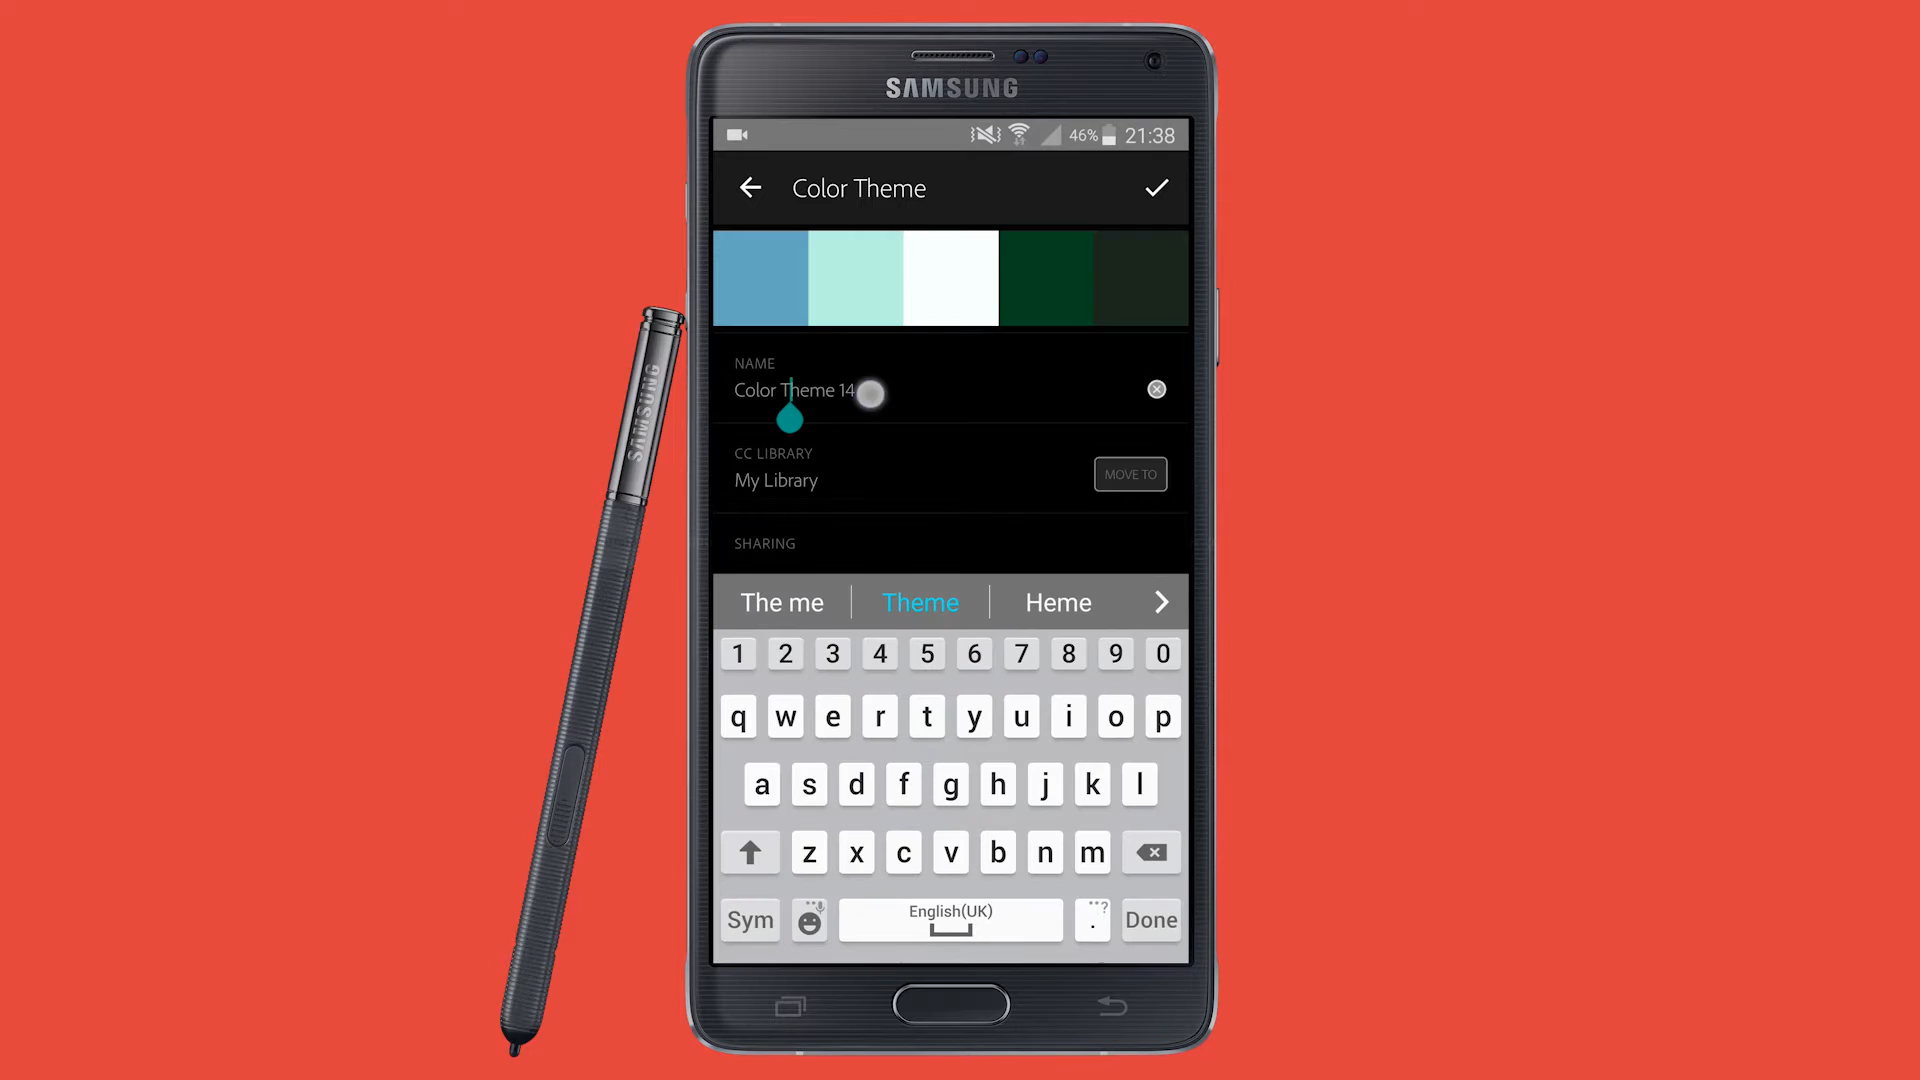 SAMSUNG
46% 21:38
Color Theme
NAME
Color Theme 14
CC LIBRARY
My Library
MOVE TO
SHARING
The me Theme Heme
1 2 3 4 5 6 7 8 9 0
q w e r t y u i o p
a s d f g h j k l
z x c v b n m
Sym English(UK) . ? Done
SAMSUNG